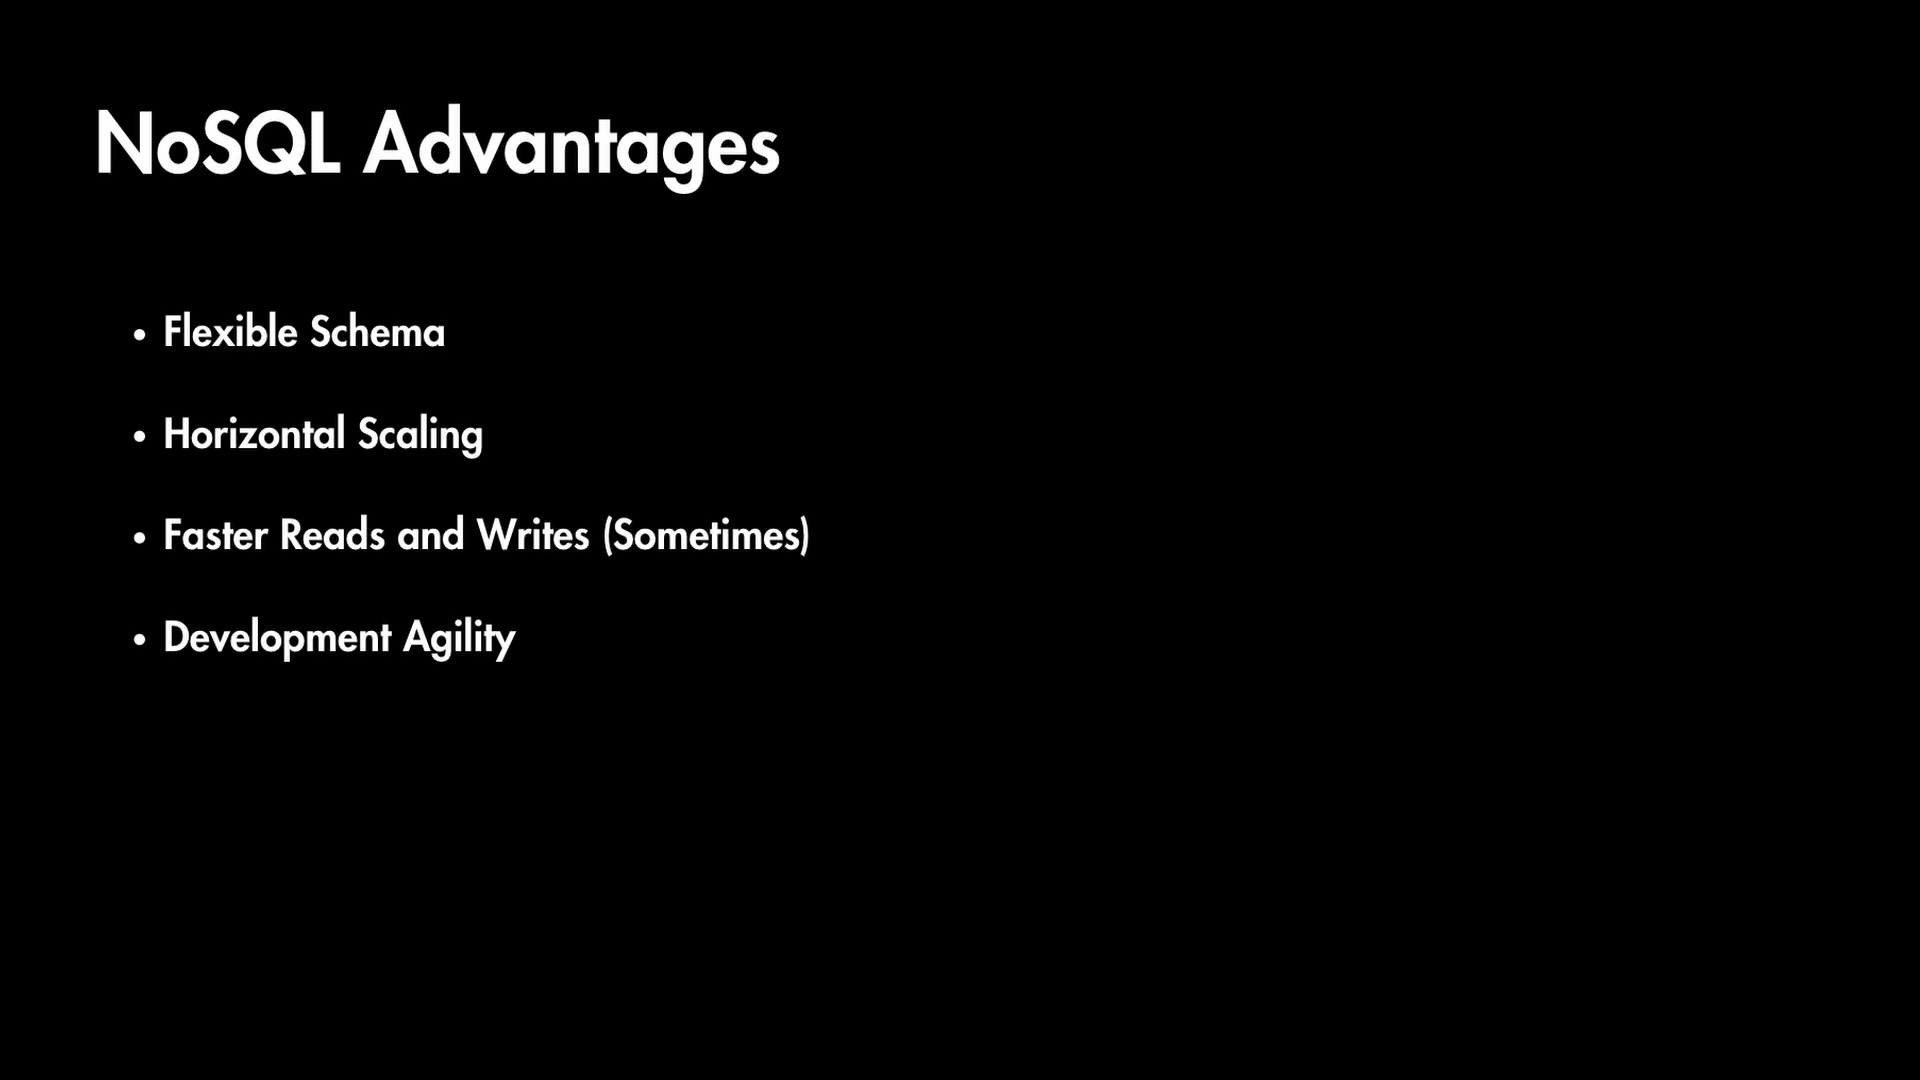 NoSQL Advantages
• Flexible Schema
• Horizontal Scaling
• Faster Reads and Writes (Sometimes)
• Development Agility